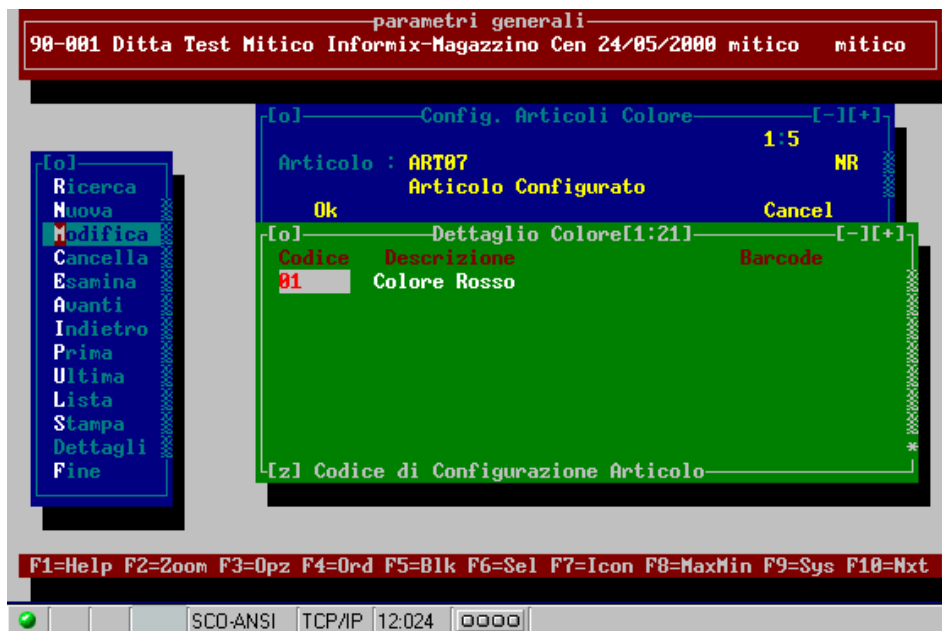 parametri generali
90-001 Ditta Test Mitico Informix-Magazzino Cen 24/05/2000 mitico mitico
[o] Config. Articoli Colore [-][+]
1:5
Articolo : ART07 NR
Articolo Configurato
Ok Cancel
[o]
Ricerca
Nuova
Modifica
Cancella
Esamina
Avanti
Indietro
Prima
Ultima
Lista
Stampa
Dettagli
Fine
[o] Dettaglio Colore[1:21] [-][+]
Codice Descrizione Barcode
01 Colore Rosso
*
[z] Codice di Configurazione Articolo
F1=Help F2=Zoom F3=Opz F4=Ord F5=Blk F6=Sel F7=Icon F8=MaxMin F9=Sys F10=Nxt
SCO-ANSI TCP/IP 12:024